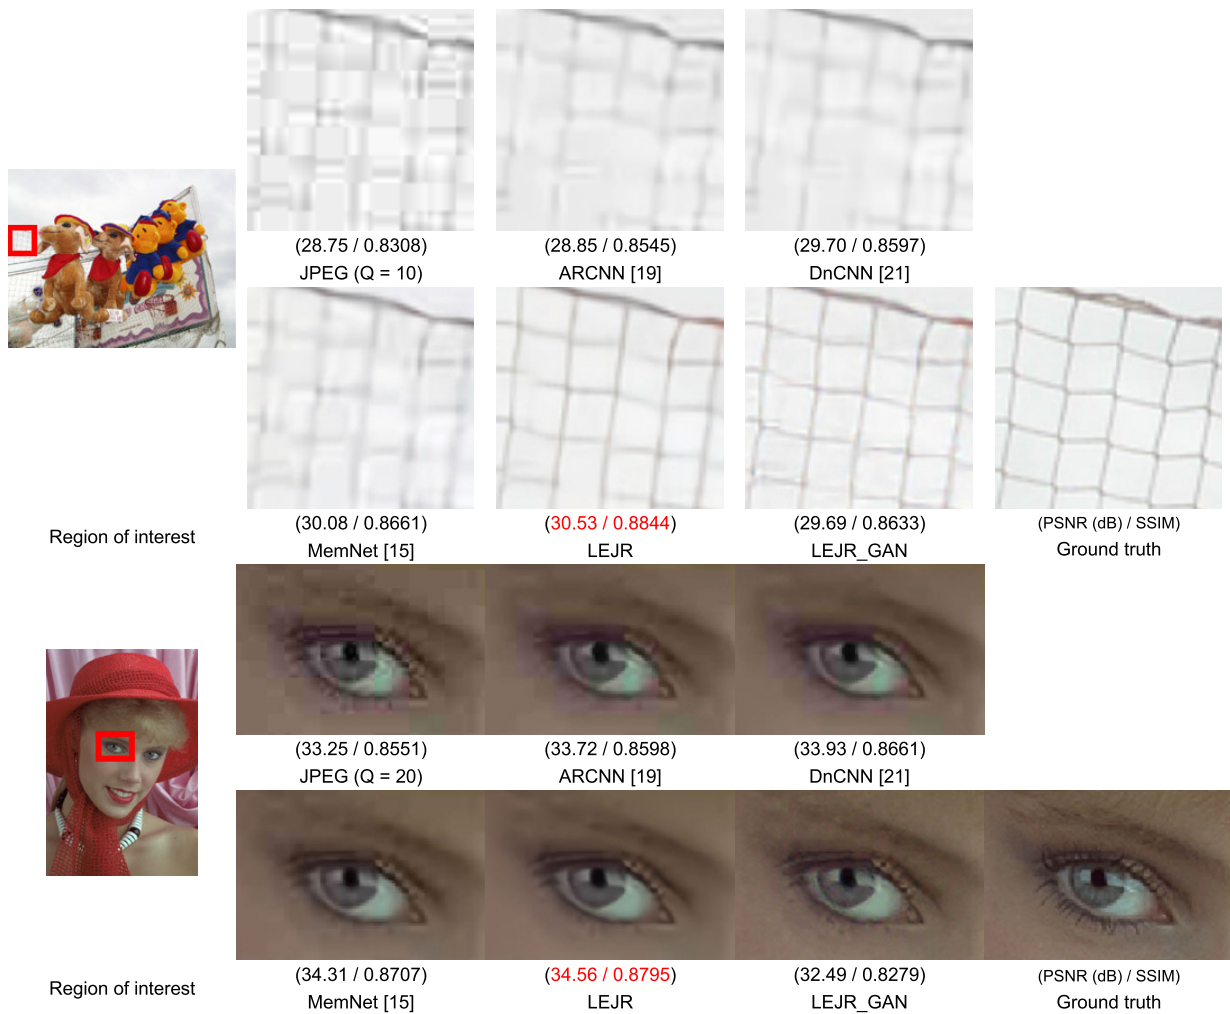 (28.75 / 0.8308)
JPEG (Q = 10)
(28.85 / 0.8545)
ARCNN [19]
(29.70 / 0.8597)
DnCNN [21]
Region of interest
(30.08 / 0.8661)
MemNet [15]
(30.53 / 0.8844)
LEJR
(29.69 / 0.8633)
LEJR_GAN
(PSNR (dB) / SSIM)
Ground truth
(33.25 / 0.8551)
JPEG (Q = 20)
(33.72 / 0.8598)
ARCNN [19]
(33.93 / 0.8661)
DnCNN [21]
Region of interest
(34.31 / 0.8707)
MemNet [15]
(34.56 / 0.8795)
LEJR
(32.49 / 0.8279)
LEJR_GAN
(PSNR (dB) / SSIM)
Ground truth